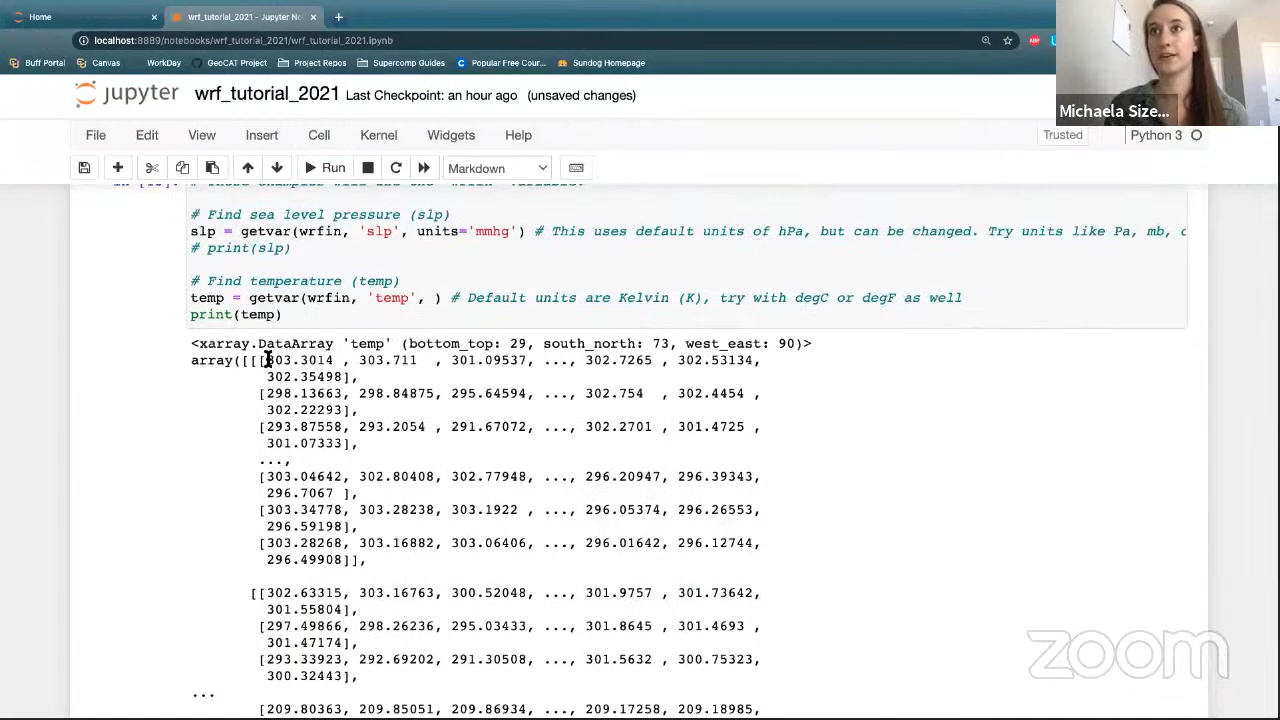 Home
wrf_tutorial_2021 - Jupyter No
localhost:8889/notebooks/wrf_tutorial_2021/wrf_tutorial_2021.ipynb
Buff Portal Canvas WorkDay GeoCAT Project Project Repos Supercomp Guides Popular Free Cour... Sundog Homepage
jupyter wrf_tutorial_2021 Last Checkpoint: an hour ago (unsaved changes)
Michaela Size...
File Edit View Insert Cell Kernel Widgets Help Trusted Python 3
Run Markdown
# Find sea level pressure (slp)
slp = getvar(wrfin, 'slp', units='mmhg') # This uses default units of hPa, but can be changed. Try units like Pa, mb,
# print(slp)
# Find temperature (temp)
temp = getvar(wrfin, 'temp', ) # Default units are Kelvin (K), try with degC or degF as well
print(temp)
<xarray.DataArray 'temp' (bottom_top: 29, south_north: 73, west_east: 90)>
array([[[303.3014 , 303.711  , 301.09537, ..., 302.7265 , 302.53134,
302.35498],
[298.13663, 298.84875, 295.64594, ..., 302.754  , 302.4454 ,
302.22293],
[293.87558, 293.2054 , 291.67072, ..., 302.2701 , 301.4725 ,
301.07333],
...,
[303.04642, 302.80408, 302.77948, ..., 296.20947, 296.39343,
296.7067 ],
[303.34778, 303.28238, 303.1922 , ..., 296.05374, 296.26553,
296.59198],
[303.28268, 303.16882, 303.06406, ..., 296.01642, 296.12744,
296.49908]],
[[302.63315, 303.16763, 300.52048, ..., 301.9757 , 301.73642,
301.55804],
[297.49866, 298.26236, 295.03433, ..., 301.8645 , 301.4693 ,
301.47174],
[293.33923, 292.69202, 291.30508, ..., 301.5632 , 300.75323,
300.32443],
...
[209.80363, 209.85051, 209.86934, ..., 209.17258, 209.18985,
zoom